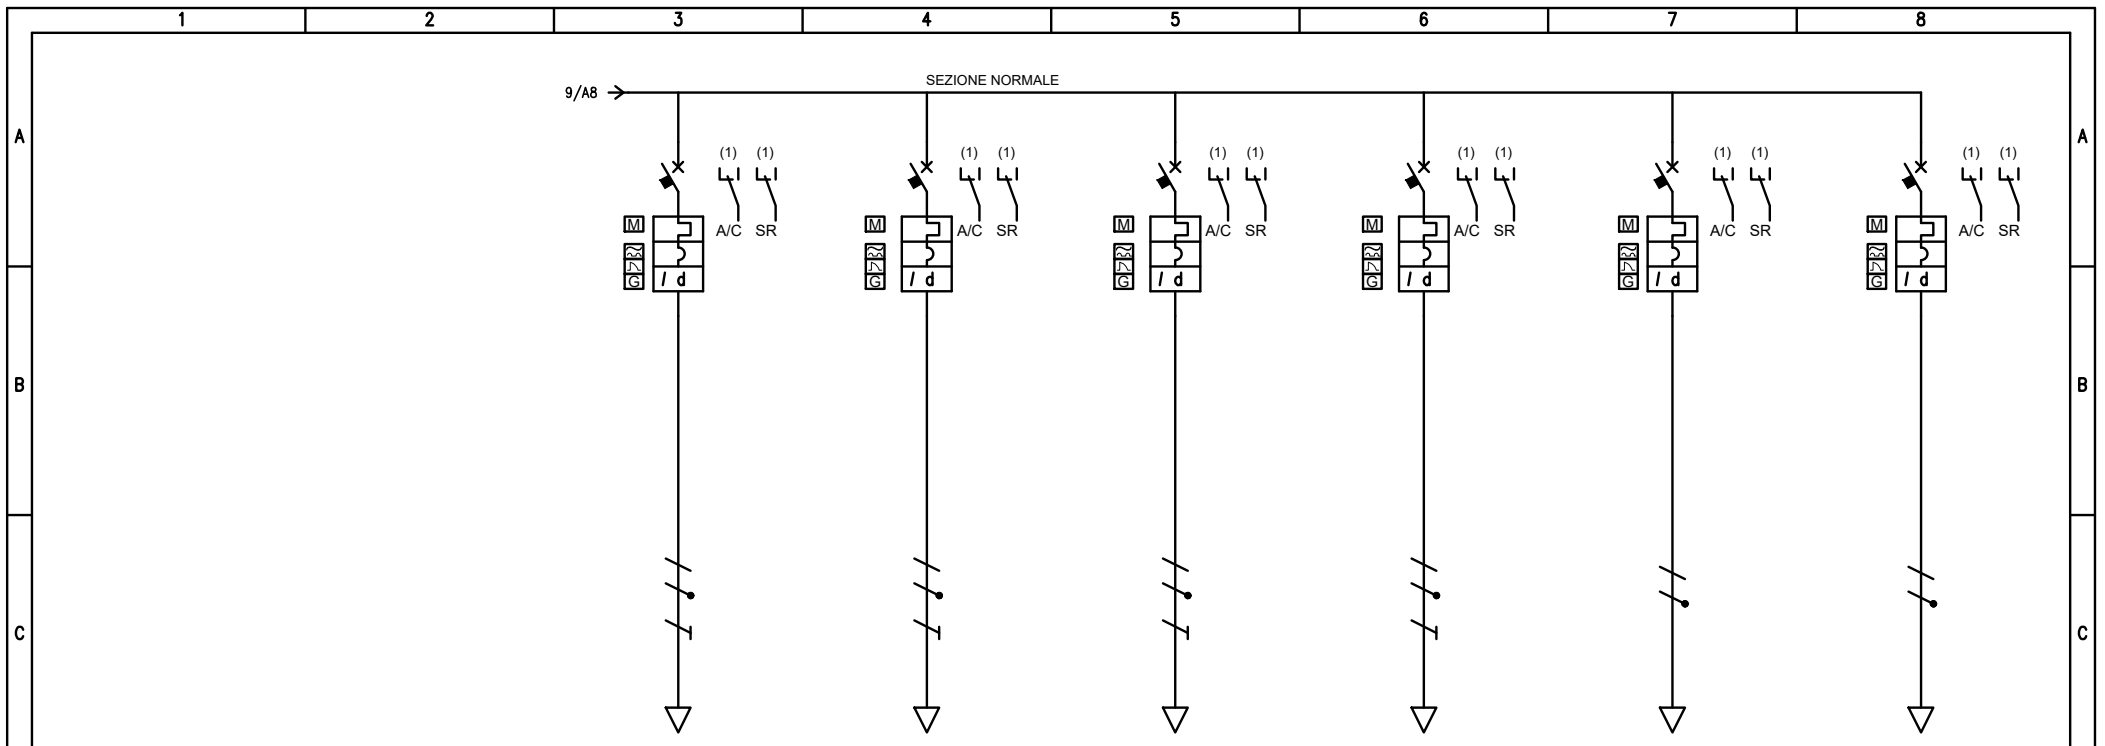 1 2 3 4 5 6 7 8
SEZIONE NORMALE
9/A8
A A
(1) (1) (1) (1) (1) (1) (1) (1) (1) (1) (1) (1)
M A/C SR M A/C SR M A/C SR M A/C SR M A/C SR M A/C SR
G I d G I d G I d G I d G I d G I d
B B
C C